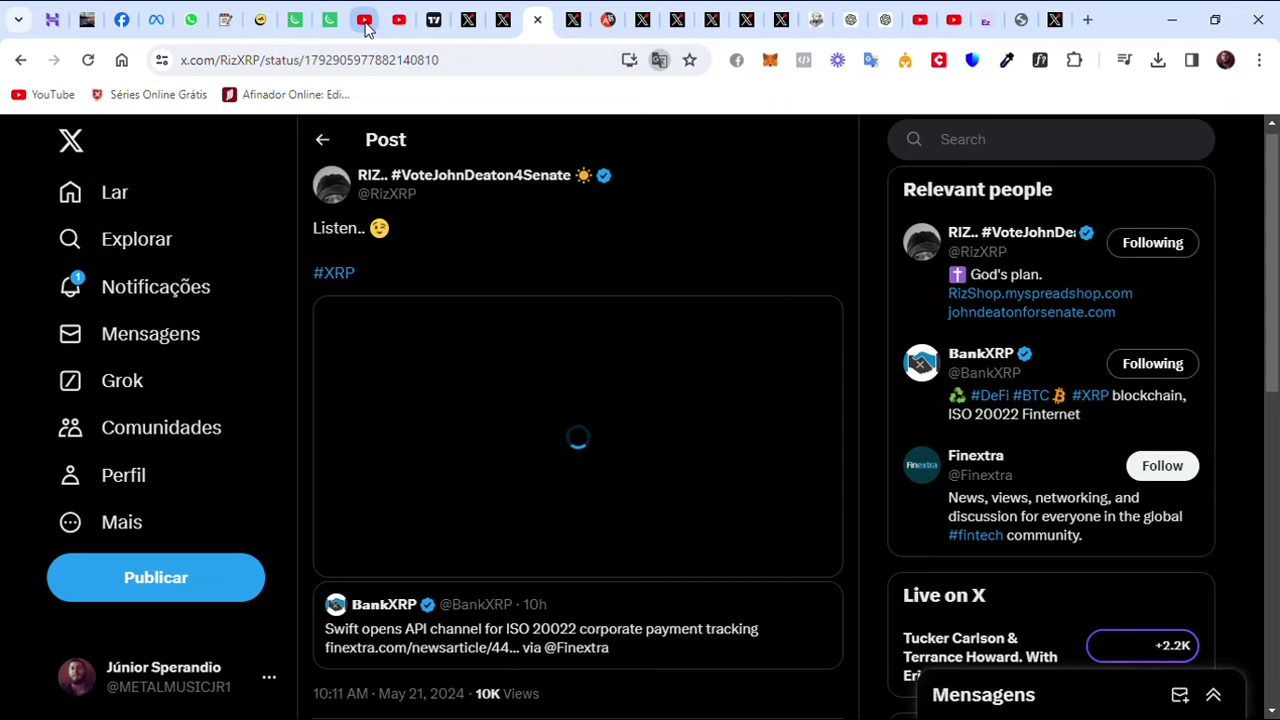 x.com/RizXRP/status/1792905977882140810
YouTube
Séries Online Grátis
Afinador Online: Edi...
Post
RIZ.. #VoteJohnDeaton4Senate
@RizXRP
Listen..
#XRP
BankXRP @BankXRP · 10h
Swift opens API channel for ISO 20022 corporate payment tracking
finextra.com/newsarticle/44... via @Finextra
10:11 AM · May 21, 2024 · 10K Views
Lar
Explorar
1
Notificações
Mensagens
Grok
Comunidades
Perfil
Mais
Publicar
Júnior Sperandio
@METALMUSICJR1
Search
Relevant people
RIZ.. #VoteJohnDea
@RizXRP
Following
God's plan.
RizShop.myspreadshop.com
johndeatonforsenate.com
BankXRP
@BankXRP
Following
#DeFi #BTC #XRP blockchain,
ISO 20022 Finternet
Finextra
@Finextra
Follow
News, views, networking, and
discussion for everyone in the global
#fintech community.
Live on X
Tucker Carlson &
Terrance Howard. With
+2.2K
Mensagens